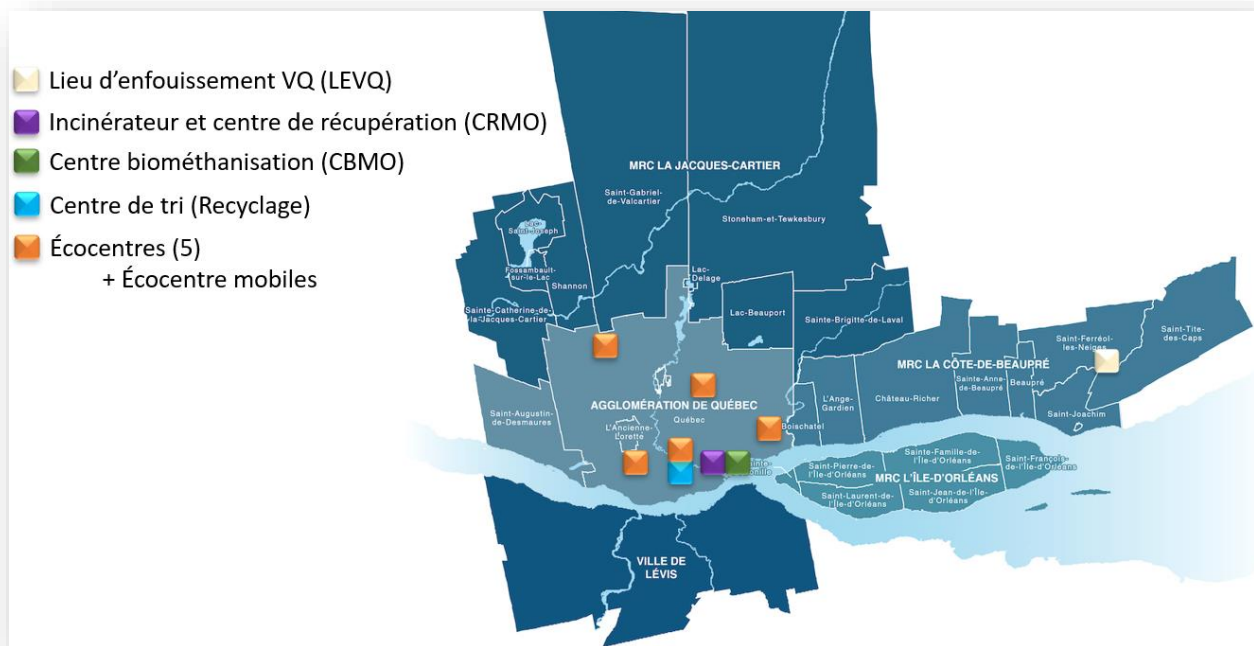 Lieu d'enfouissement VQ (LEVQ)
Incinérateur et centre de récupération (CRMO)
Centre biométhanisation (CBMO)
Centre de tri (Recyclage)
Écocentres (5)
+ Écocentre mobiles
MRC LA JACQUES-CARTIER
Saint-Gabriel-
de-Valcartier
Stoneham-et-Tewkesbury
Lac-
Saint-Joseph
Fossambault-
sur-le-Lac
Shannon
Sainte-Catherine-de-
la-Jacques-Cartier
Lac-
Delage
Lac-Beauport
Sainte-Brigitte-de-Laval
Saint-Ferréol-
les-Neiges
Saint-Tite-
des-Caps
MRC LA CÔTE-DE-BEAUPRÉ
Sainte-Anne-
de-Beaupré
Beaupré
L'Ange-
Gardien
Château-Richer
Saint-Joachim
AGGLOMÉRATION DE QUÉBEC
Québec
Saint-Augustin-
de-Desmaures
L'Ancienne-
Lorette
Boischatel
Saint-Pierre-de-
l'Île-d'Orléans
Sainte-Famille-de-
l'Île-d'Orléans
Saint-François-
de-l'Île-d'Orléans
MRC L'ÎLE-D'ORLÉANS
Saint-Laurent-de-
l'Île-d'Orléans
Saint-Jean-de-l'Île-
d'Orléans
VILLE DE
LÉVIS